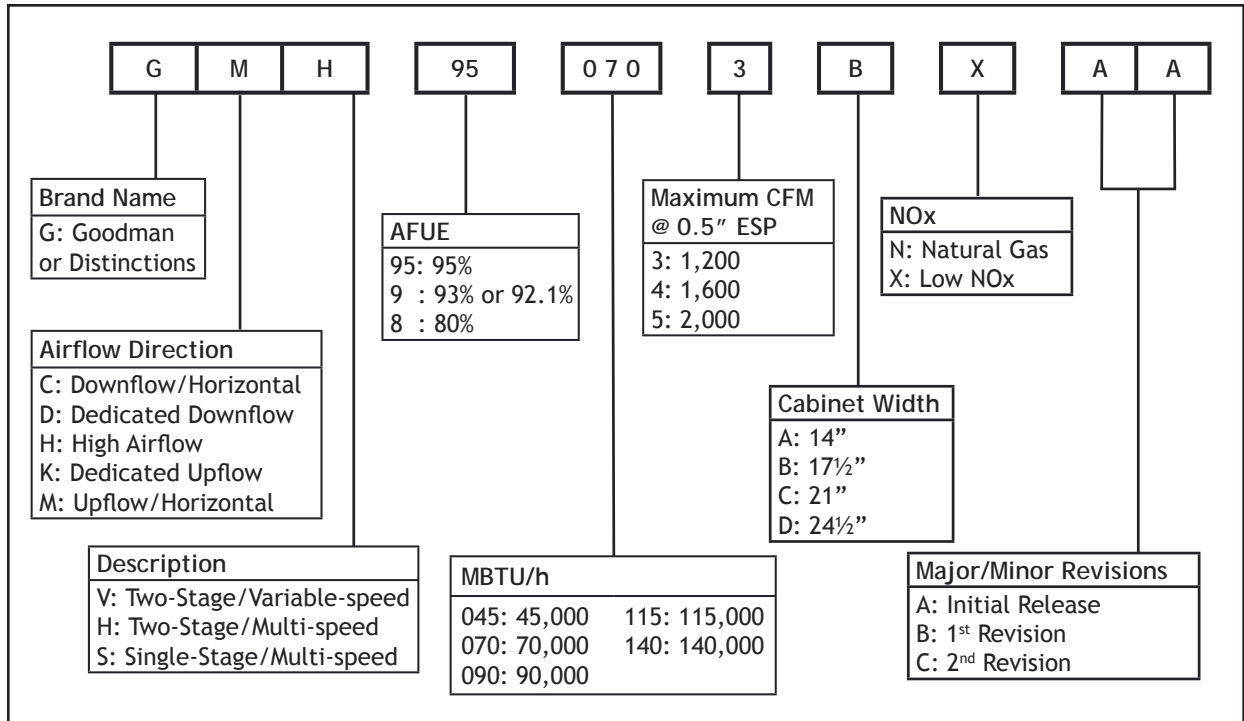 G M H 95 0 7 0 3 B X A A
Brand Name
G: Goodman
or Distinctions
Airflow Direction
C: Downflow/Horizontal
D: Dedicated Downflow
H: High Airflow
K: Dedicated Upflow
M: Upflow/Horizontal
Description
V: Two-Stage/Variable-speed
H: Two-Stage/Multi-speed
S: Single-Stage/Multi-speed
AFUE
95: 95%
9 : 93% or 92.1%
8 : 80%
MBTU/h
045: 45,000 115: 115,000
070: 70,000 140: 140,000
090: 90,000
Maximum CFM
@ 0.5″ ESP
3: 1,200
4: 1,600
5: 2,000
Cabinet Width
A: 14”
B: 17½”
C: 21”
D: 24½”
NOx
N: Natural Gas
X: Low NOx
Major/Minor Revisions
A: Initial Release
B: 1st Revision
C: 2nd Revision